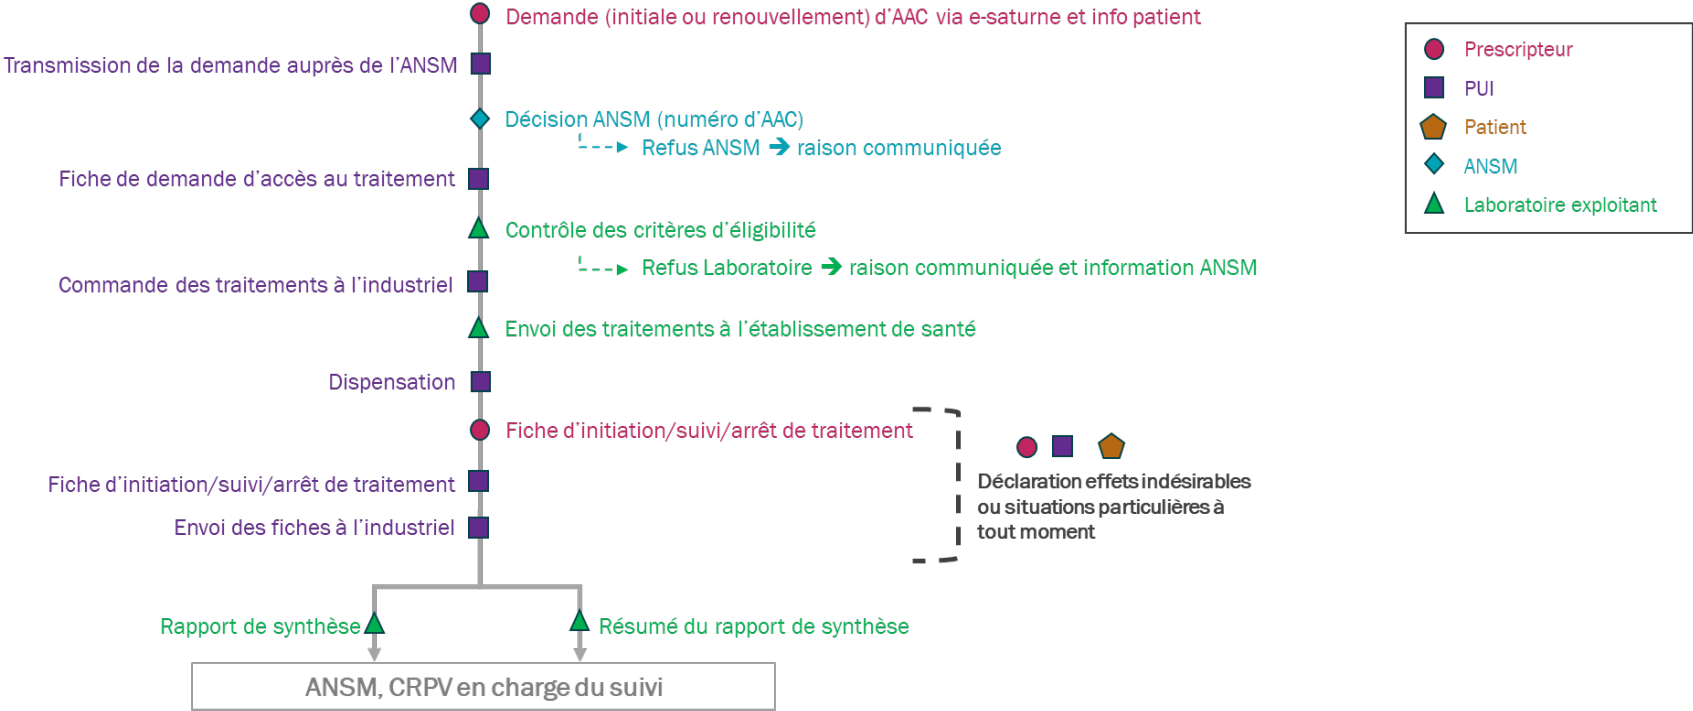 Demande (initiale ou renouvellement) d’AAC via e-saturne et info patient
Transmission de la demande auprès de l’ANSM
Décision ANSM (numéro d’AAC)
Refus ANSM ➔ raison communiquée
Fiche de demande d’accès au traitement
Contrôle des critères d’éligibilité
Refus Laboratoire ➔ raison communiquée et information ANSM
Commande des traitements à l’industriel
Envoi des traitements à l’établissement de santé
Dispensation
Fiche d’initiation/suivi/arrêt de traitement
Fiche d’initiation/suivi/arrêt de traitement
Envoi des fiches à l’industriel
Déclaration effets indésirables
ou situations particulières à
tout moment
Rapport de synthèse
Résumé du rapport de synthèse
ANSM, CRPV en charge du suivi
Prescripteur
PUI
Patient
ANSM
Laboratoire exploitant